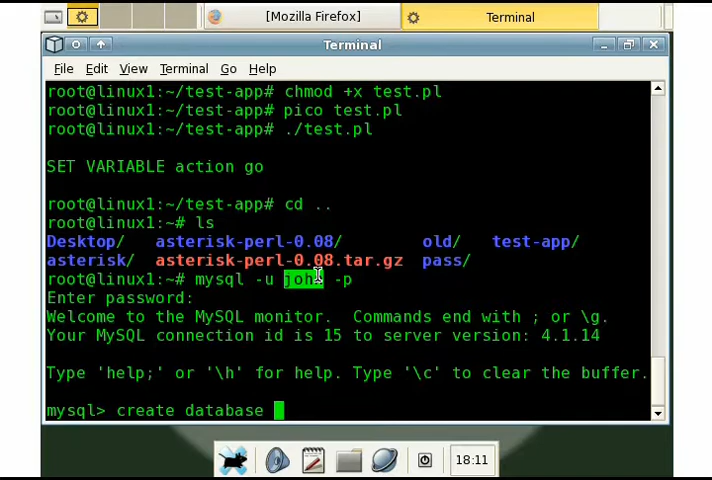 [Mozilla Firefox]
Terminal
Terminal
File Edit View Terminal Go Help
root@linux1:~/test-app# chmod +x test.pl
root@linux1:~/test-app# pico test.pl
root@linux1:~/test-app# ./test.pl
SET VARIABLE action go
root@linux1:~/test-app# cd ..
root@linux1:~# ls
Desktop/ asterisk-perl-0.08/ old/ test-app/
asterisk/ asterisk-perl-0.08.tar.gz pass/
root@linux1:~# mysql -u john -p
Enter password:
Welcome to the MySQL monitor. Commands end with ; or \g.
Your MySQL connection id is 15 to server version: 4.1.14
Type 'help;' or '\h' for help. Type '\c' to clear the buffer.
mysql> create database
18:11